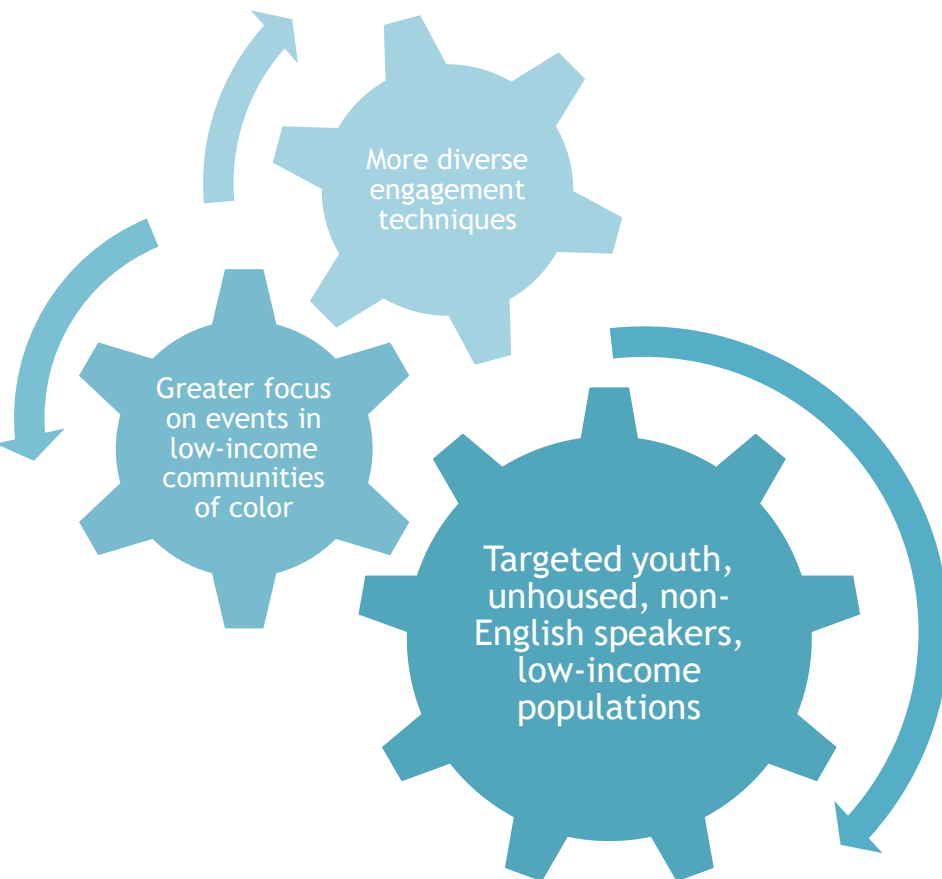 More diverse
engagement
techniques
Greater focus
on events in
low-income
communities
of color
Targeted youth,
unhoused, non-
English speakers,
low-income
populations